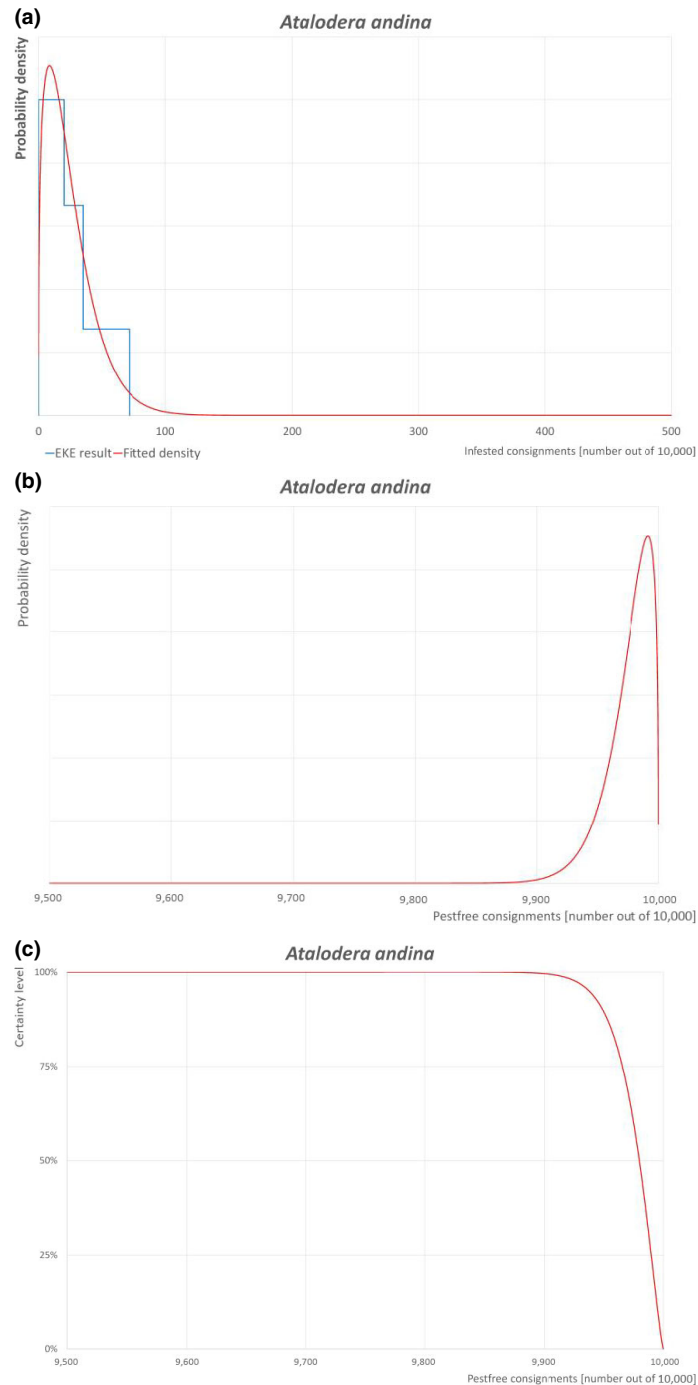 (a)
Atalodera andina
Probability density
0 100 200 300 400 500
EKE result Fitted density Infested consignments [number out of 10,000]
(b)
Atalodera andina
Probability density
9,500 9,600 9,700 9,800 9,900 10,000
Pestfree consignments [number out of 10,000]
(c)
Atalodera andina
Certainty level
100%
75%
50%
25%
0%
9,500 9,600 9,700 9,800 9,900 10,000
Pestfree consignments [number out of 10,000]